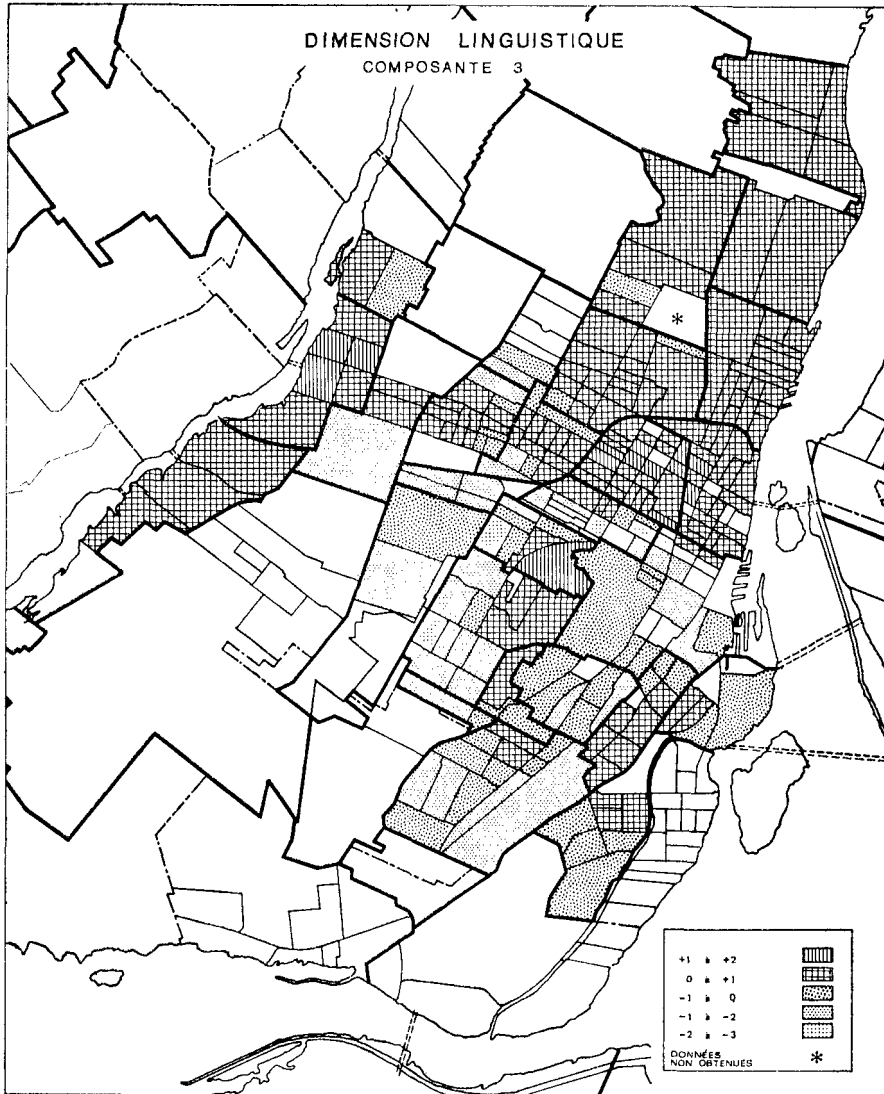 DIMENSION LINGUISTIQUE
COMPOSANTE 3
*
+1 à +2
0 à +1
-1 à 0
-1 à -2
-2 à -3
DONNÉES
NON OBTENUES *